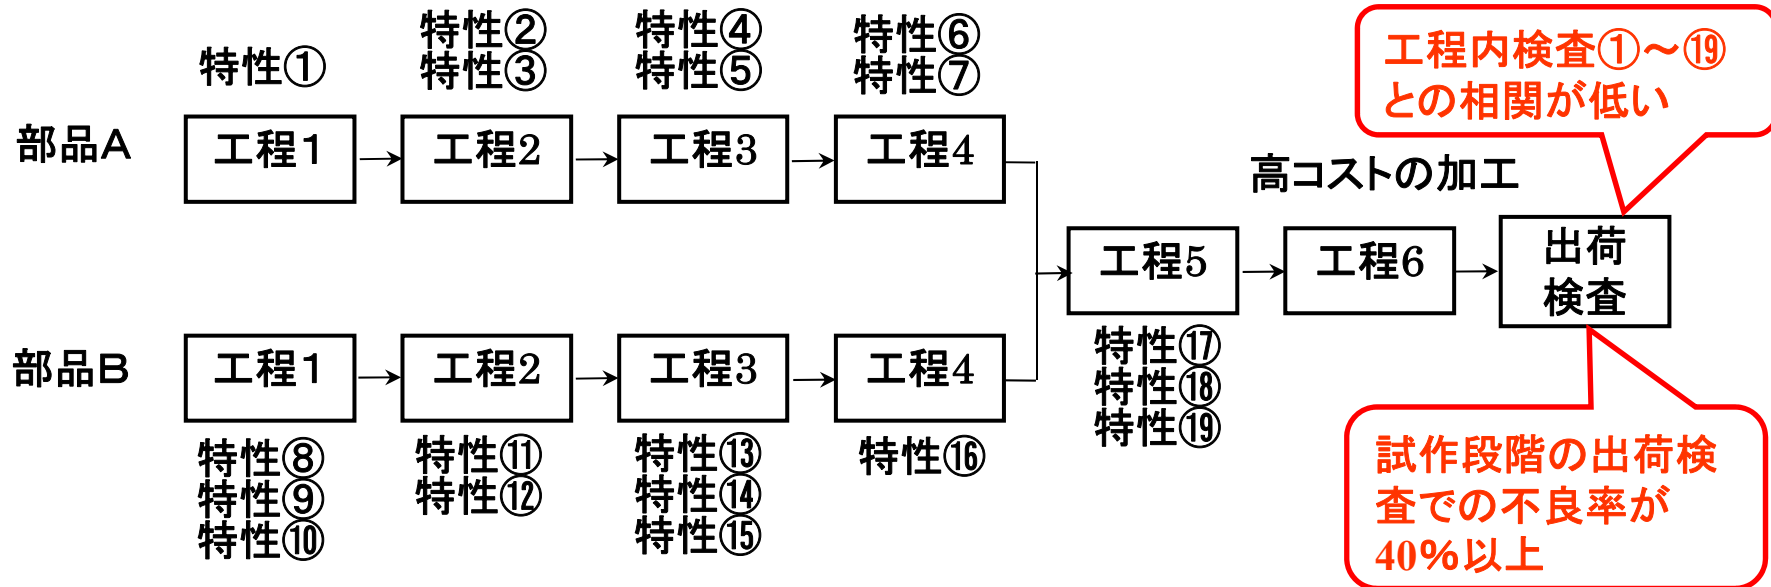 特性①
特性②
特性③
特性④
特性⑤
特性⑥
特性⑦
工程内検査①～⑲
との相関が低い
部品A
工程1
工程2
工程3
工程4
高コストの加工
工程5
工程6
出荷
検査
部品B
工程1
工程2
工程3
工程4
特性⑧
特性⑨
特性⑩
特性⑪
特性⑫
特性⑬
特性⑭
特性⑮
特性⑯
特性⑰
特性⑱
特性⑲
試作段階の出荷検
査での不良率が
40%以上